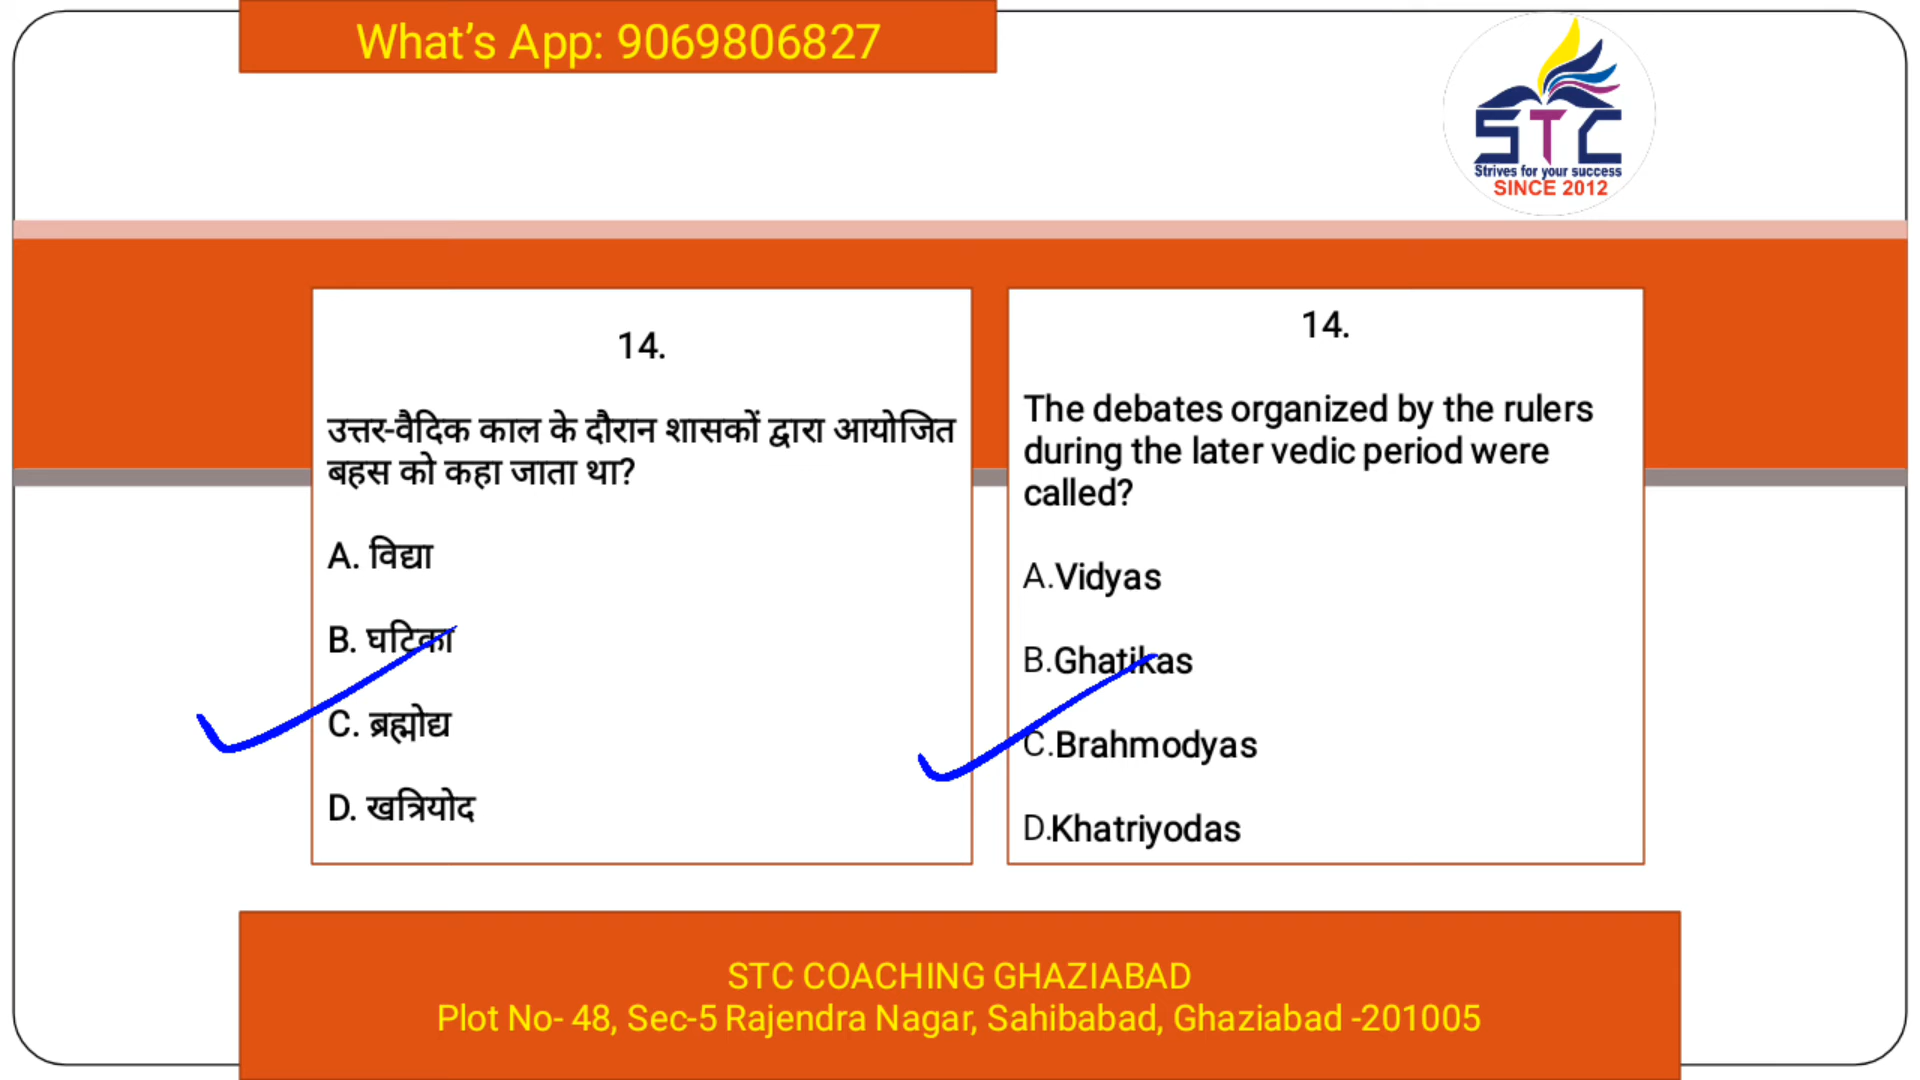 What’s App: 9069806827
STC
Strives for your success
SINCE 2012
14.
उत्तर-वैदिक काल के दौरान शासकों द्वारा आयोजित
बहस को कहा जाता था?
A. विद्या
B. घटिका
C. ब्रह्मोद्य
D. खत्रियोद
14.
The debates organized by the rulers
during the later vedic period were
called?
A.Vidyas
B.Ghatikas
C.Brahmodyas
D.Khatriyodas
STC COACHING GHAZIABAD
Plot No- 48, Sec-5 Rajendra Nagar, Sahibabad, Ghaziabad -201005